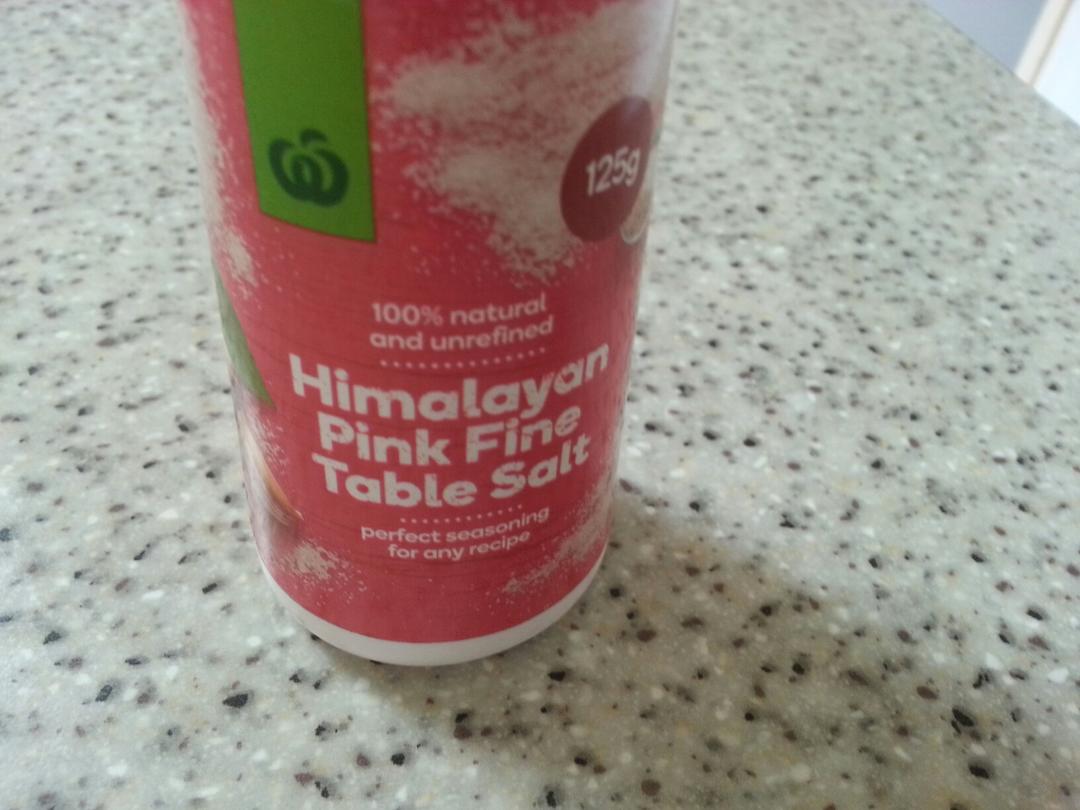 125g
100% natural
and unrefined
Himalayan
Pink Fine
Table Salt
perfect seasoning
for any recipe